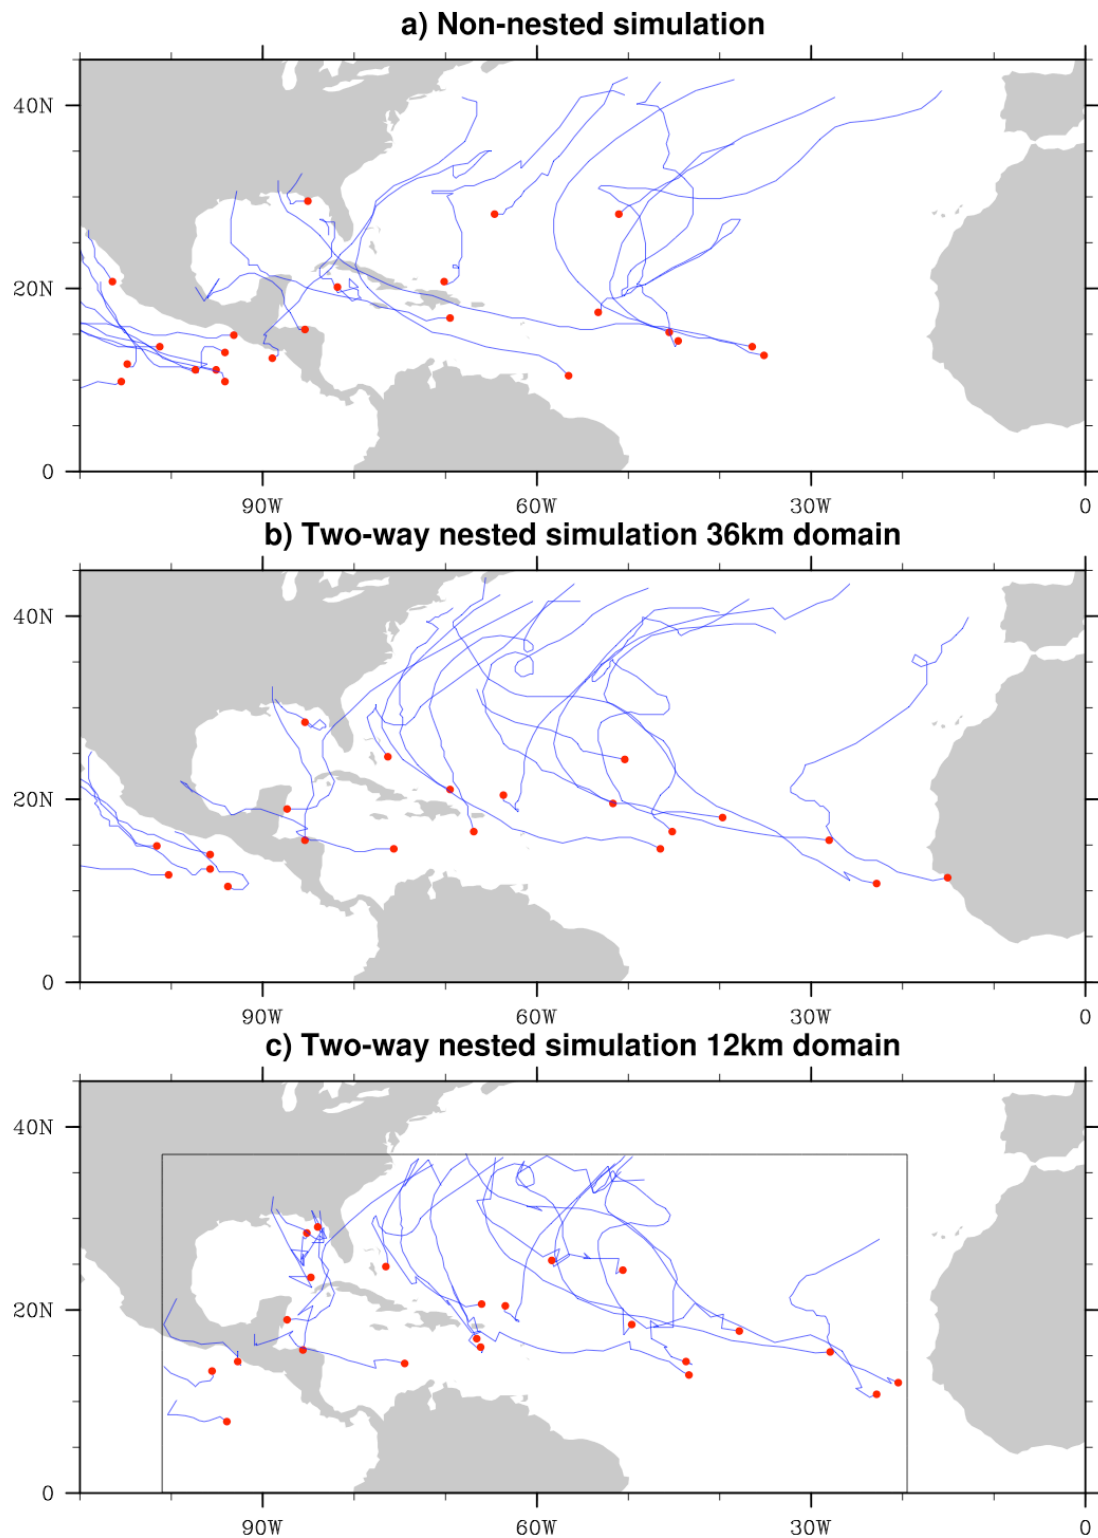 a) Non-nested simulation
40N
20N
0
90W 60W 30W 0
b) Two-way nested simulation 36km domain
40N
20N
0
90W 60W 30W 0
c) Two-way nested simulation 12km domain
40N
20N
0
90W 60W 30W 0